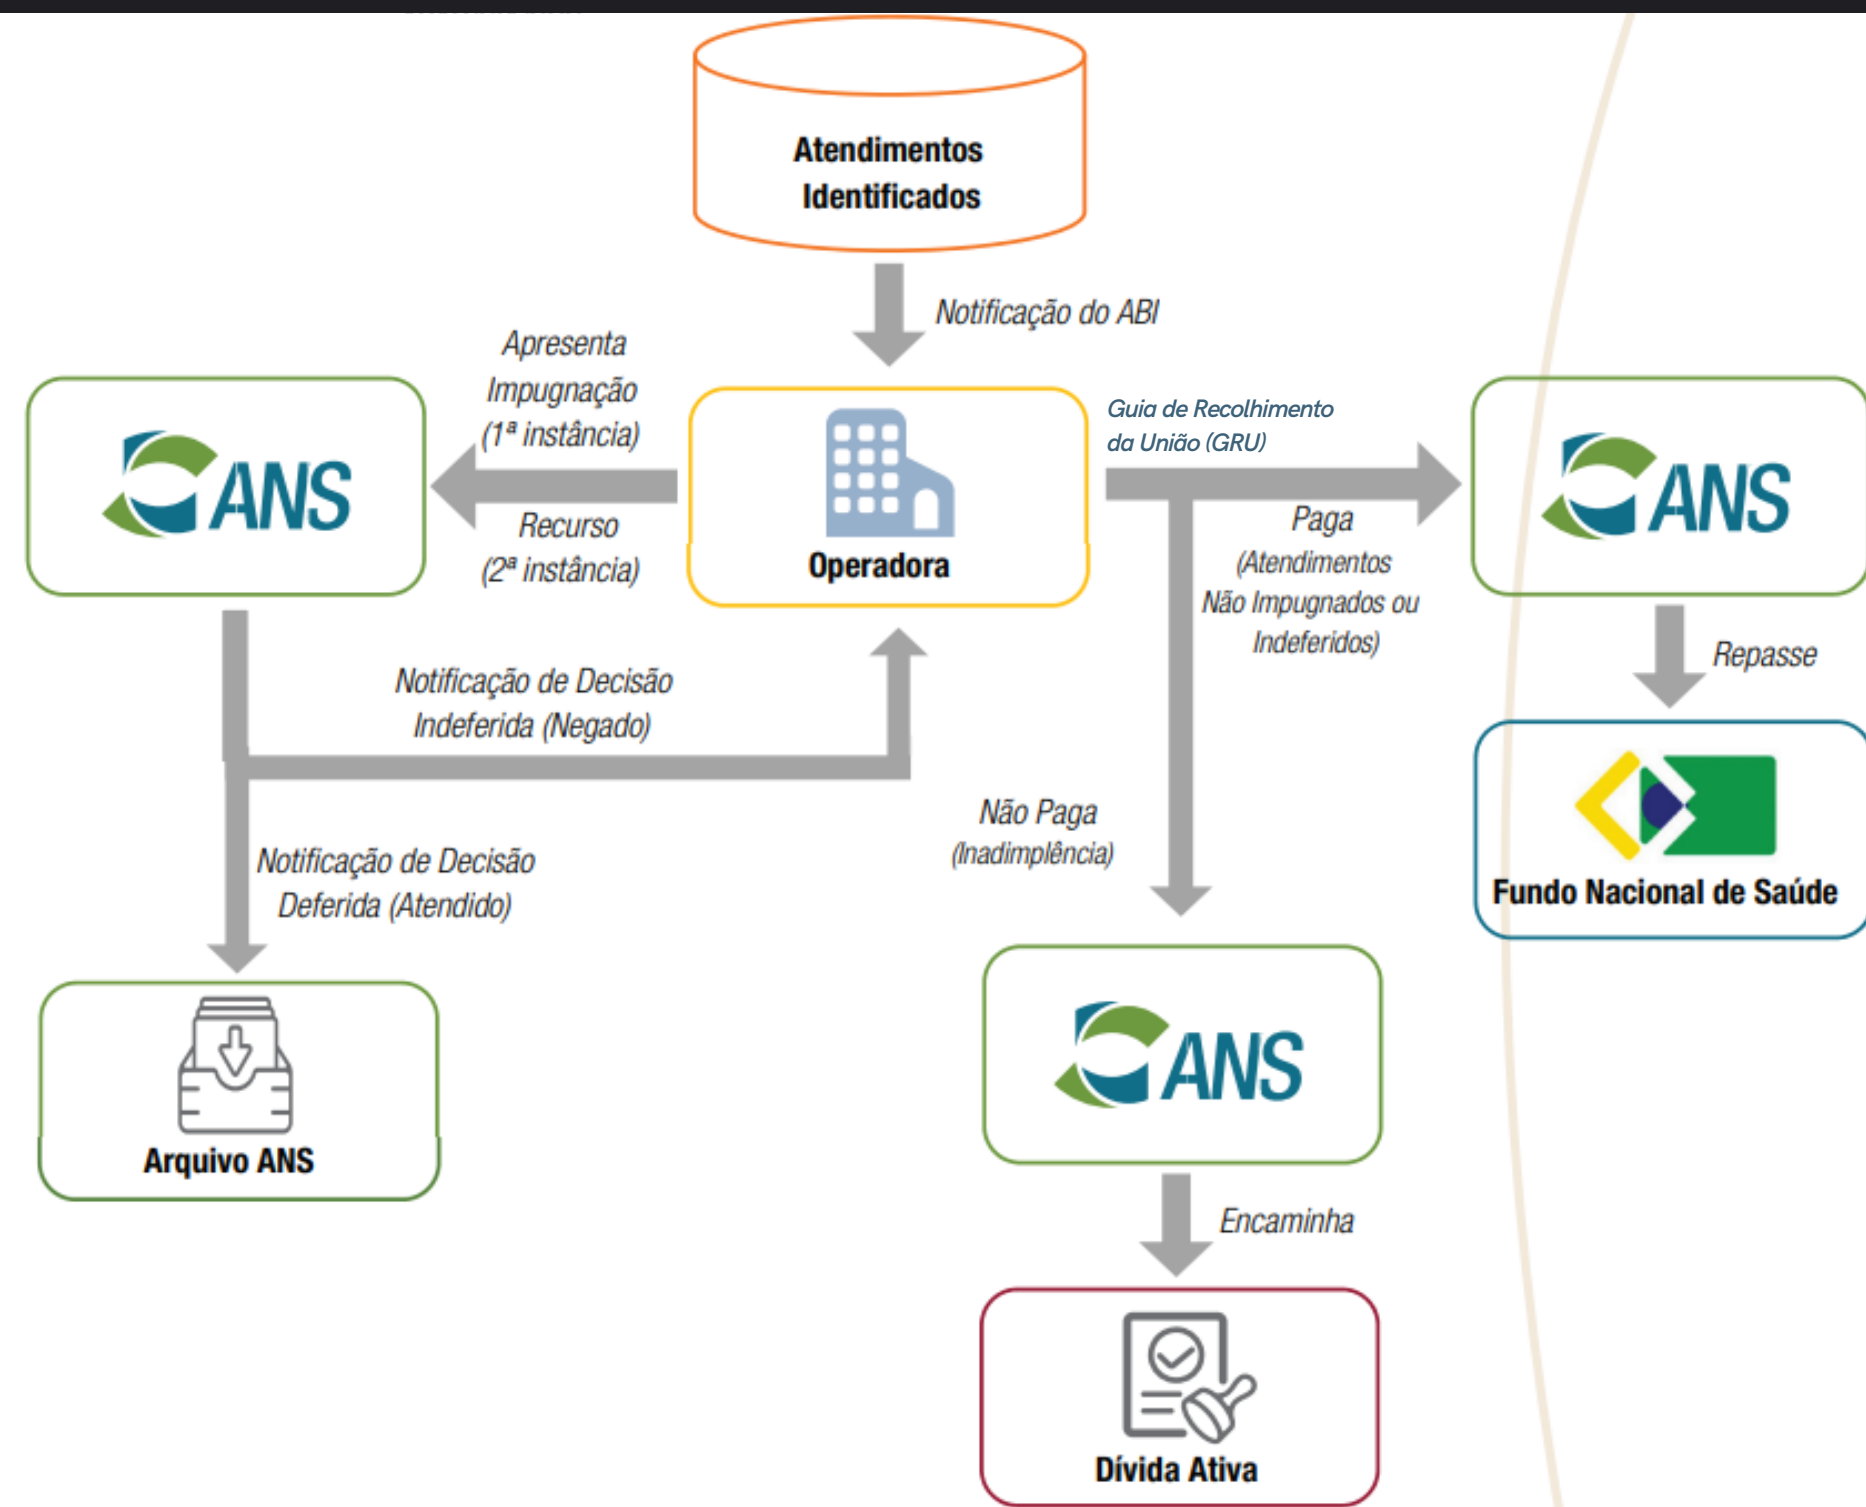 Atendimentos
Identificados
Notificação do ABI
Apresenta
Impugnação
(1ª instância)
Recurso
(2ª instância)
ANS
Operadora
Guia de Recolhimento
da União (GRU)
Paga
(Atendimentos
Não Impugnados ou
Indeferidos)
ANS
Repasse
Fundo Nacional de Saúde
Notificação de Decisão
Indeferida (Negado)
Não Paga
(Inadimplência)
Notificação de Decisão
Deferida (Atendido)
Arquivo ANS
ANS
Encaminha
Dívida Ativa